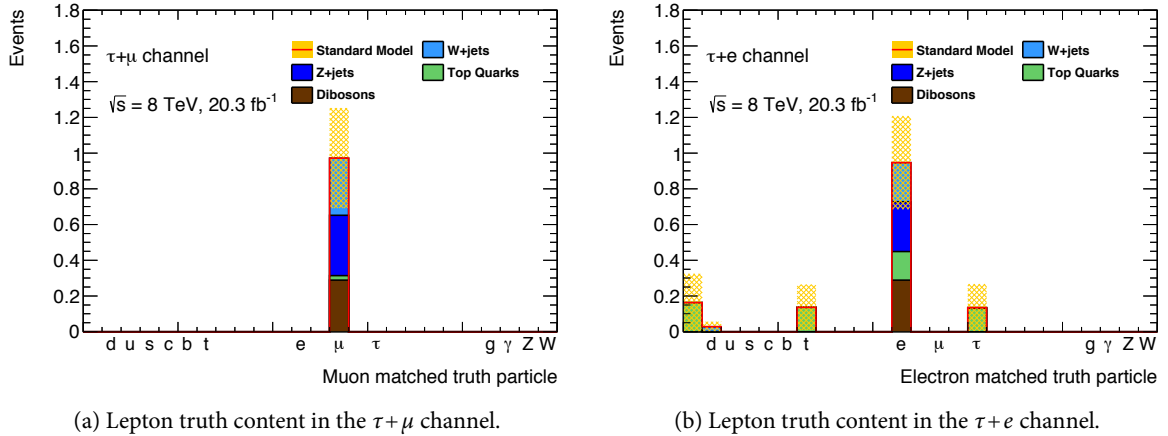 Events
1.8
1.6
1.4
1.2
1
0.8
0.6
0.4
0.2
0
τ+μ channel
√s = 8 TeV, 20.3 fb⁻¹
Standard Model
W+jets
Z+jets
Top Quarks
Dibosons
d u s c b t e μ τ g γ Z W
Muon matched truth particle
(a) Lepton truth content in the τ+μ channel.
Events
1.8
1.6
1.4
1.2
1
0.8
0.6
0.4
0.2
0
τ+e channel
√s = 8 TeV, 20.3 fb⁻¹
Standard Model
W+jets
Z+jets
Top Quarks
Dibosons
d u s c b t e μ τ g γ Z W
Electron matched truth particle
(b) Lepton truth content in the τ+e channel.